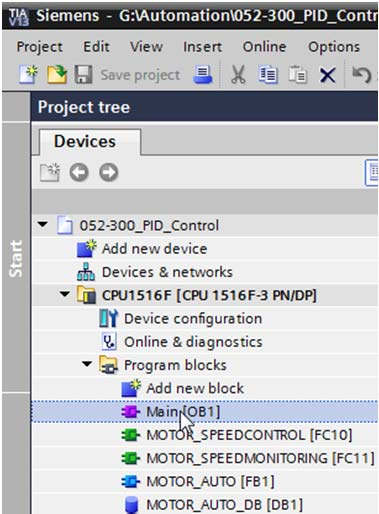 TIA
V13
Siemens - G:\Automation\052-300_PID_Contr
Project Edit View Insert Online Options
Save project
Project tree
Devices
Start
052-300_PID_Control
Add new device
Devices & networks
CPU1516F [CPU 1516F-3 PN/DP]
Device configuration
Online & diagnostics
Program blocks
Add new block
Main [OB1]
MOTOR_SPEEDCONTROL [FC10]
MOTOR_SPEEDMONITORING [FC11]
MOTOR_AUTO [FB1]
MOTOR_AUTO_DB [DB1]